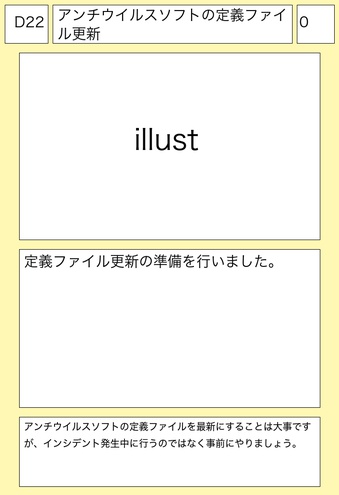 D22
アンチウイルスソフトの定義ファイ
ル更新
0
illust
定義ファイル更新の準備を行いました。
アンチウイルスソフトの定義ファイルを最新にすることは大事です
が、インシデント発生中に行うのではなく事前にやりましょう。